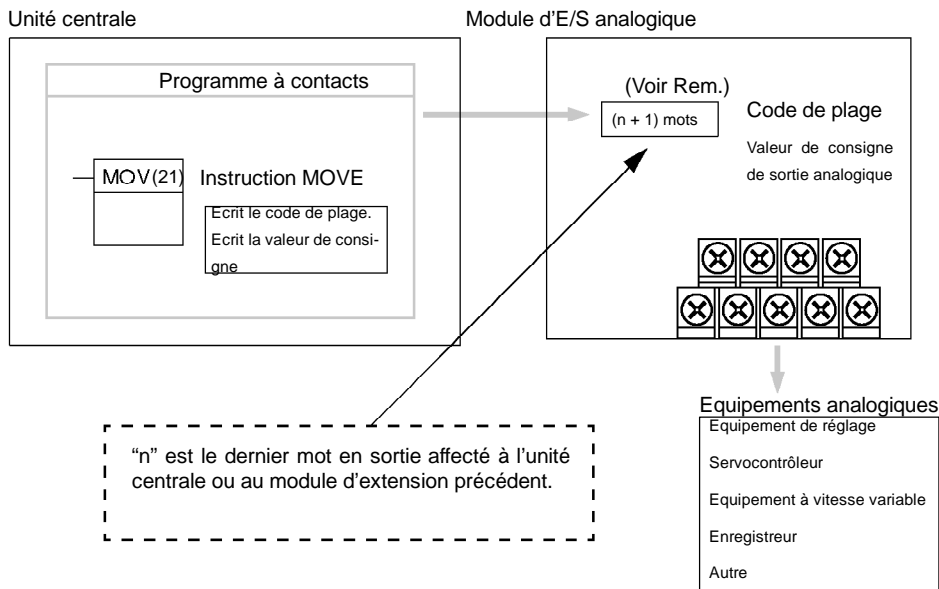 Unité centrale
Module d'E/S analogique
Programme à contacts
MOV(21)
Instruction MOVE
Ecrit le code de plage.
Ecrit la valeur de consi-
gne
(Voir Rem.)
(n + 1) mots
Code de plage
Valeur de consigne
de sortie analogique
“n” est le dernier mot en sortie affecté à l'unité
centrale ou au module d'extension précédent.
Equipements analogiques
Equipement de réglage
Servocontrôleur
Equipement à vitesse variable
Enregistreur
Autre